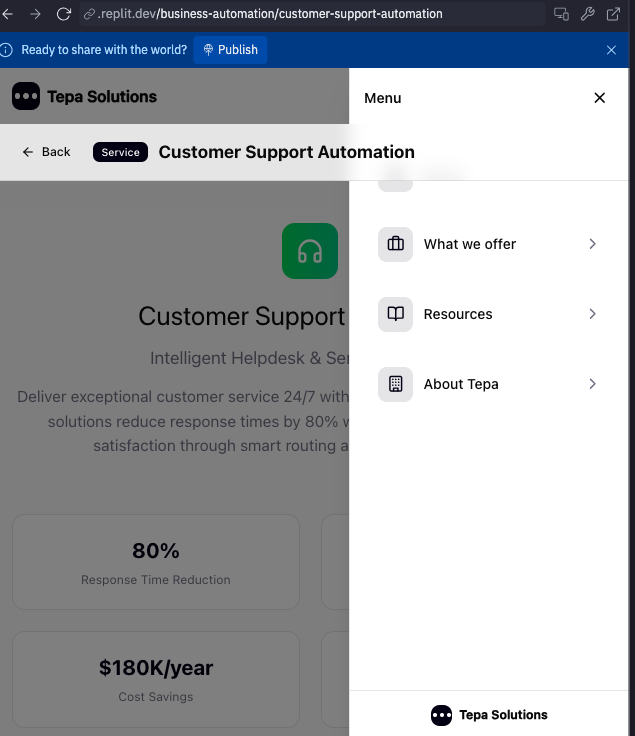 .replit.dev/business-automation/customer-support-automation
Ready to share with the world?
Publish
Tepa Solutions
Menu
Back
Service
Customer Support Automation
What we offer
Resources
About Tepa
Customer Support
Intelligent Helpdesk & Ser
Deliver exceptional customer service 24/7 with
solutions reduce response times by 80% w
satisfaction through smart routing a
80%
Response Time Reduction
$180K/year
Cost Savings
Tepa Solutions